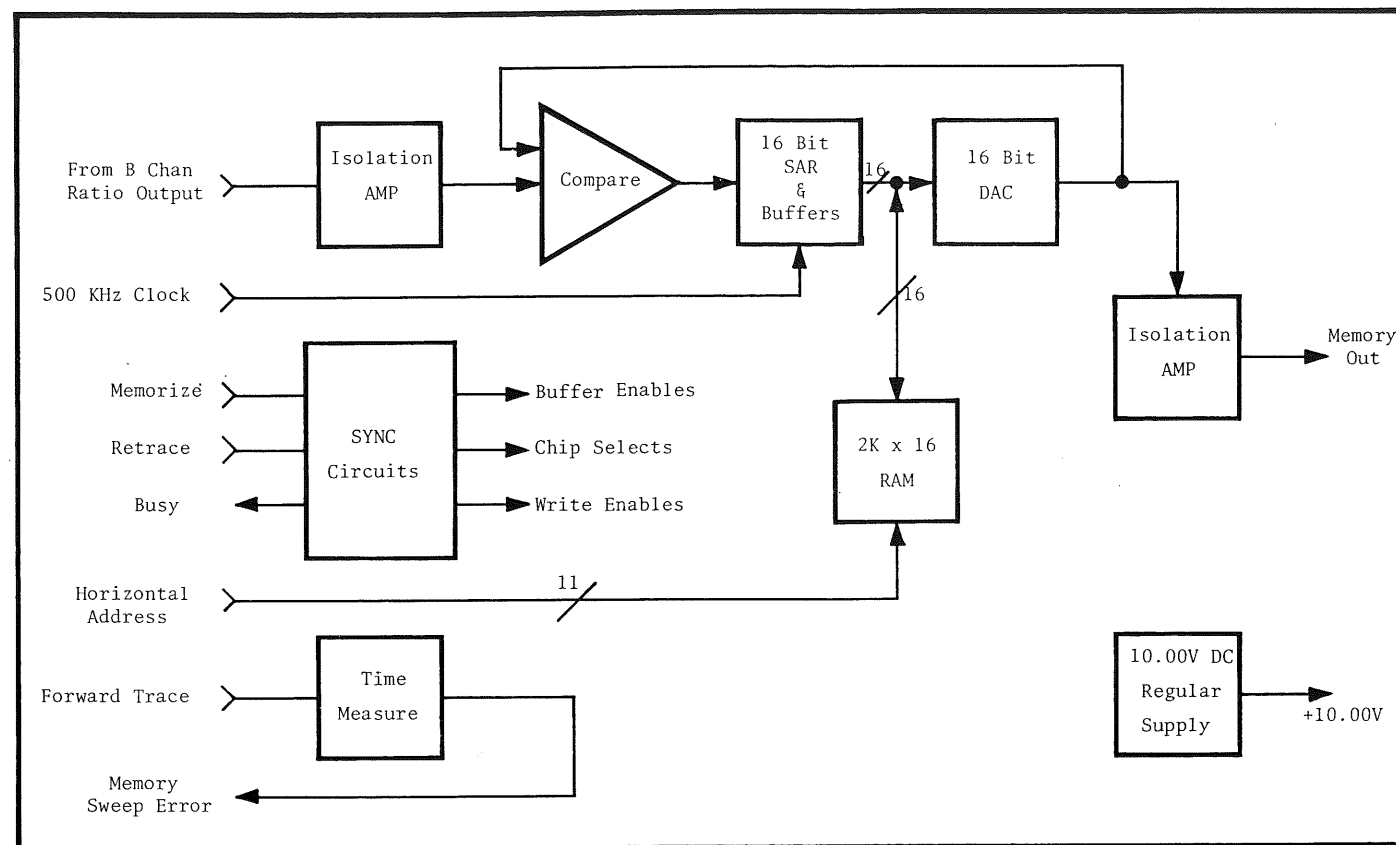 From B Chan
Ratio Output
Isolation
AMP
Compare
16 Bit
SAR
&
Buffers
16
16 Bit
DAC
500 KHz Clock
16
Isolation
AMP
Memory
Out
Memorize
Retrace
Busy
SYNC
Circuits
Buffer Enables
Chip Selects
Write Enables
2K x 16
RAM
Horizontal
Address
11
Forward Trace
Time
Measure
Memory
Sweep Error
10.00V DC
Regular
Supply
+10.00V